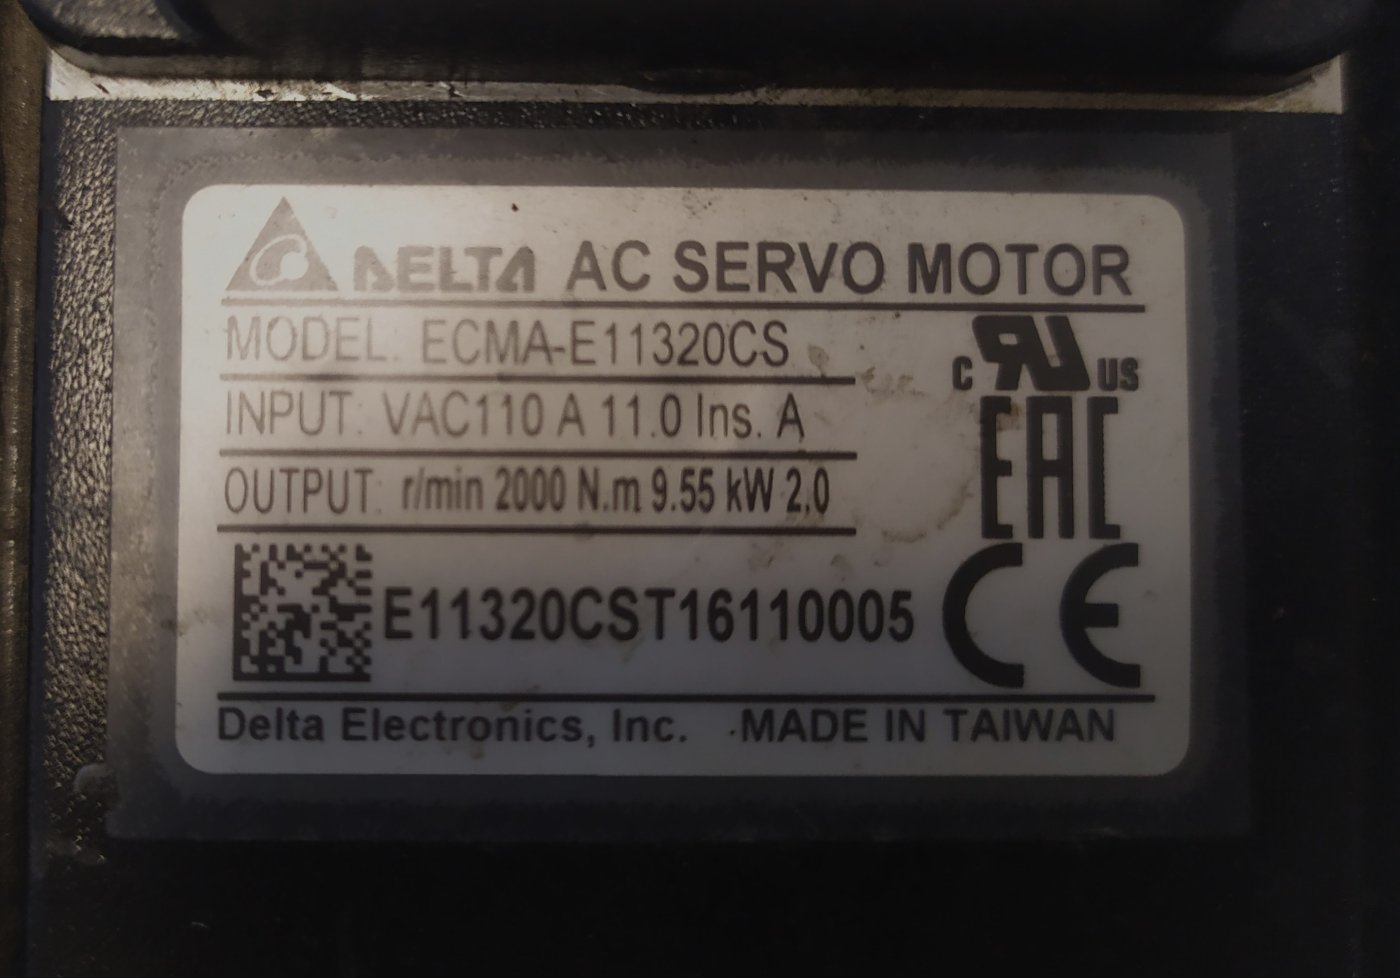 DELTA AC SERVO MOTOR
MODEL: ECMA-E11320CS
INPUT: VAC110 A 11.0 Ins. A
OUTPUT: r/min 2000 N.m 9.55 kW 2.0
c RU US
EAC
E11320CST16110005
CE
Delta Electronics, Inc. MADE IN TAIWAN